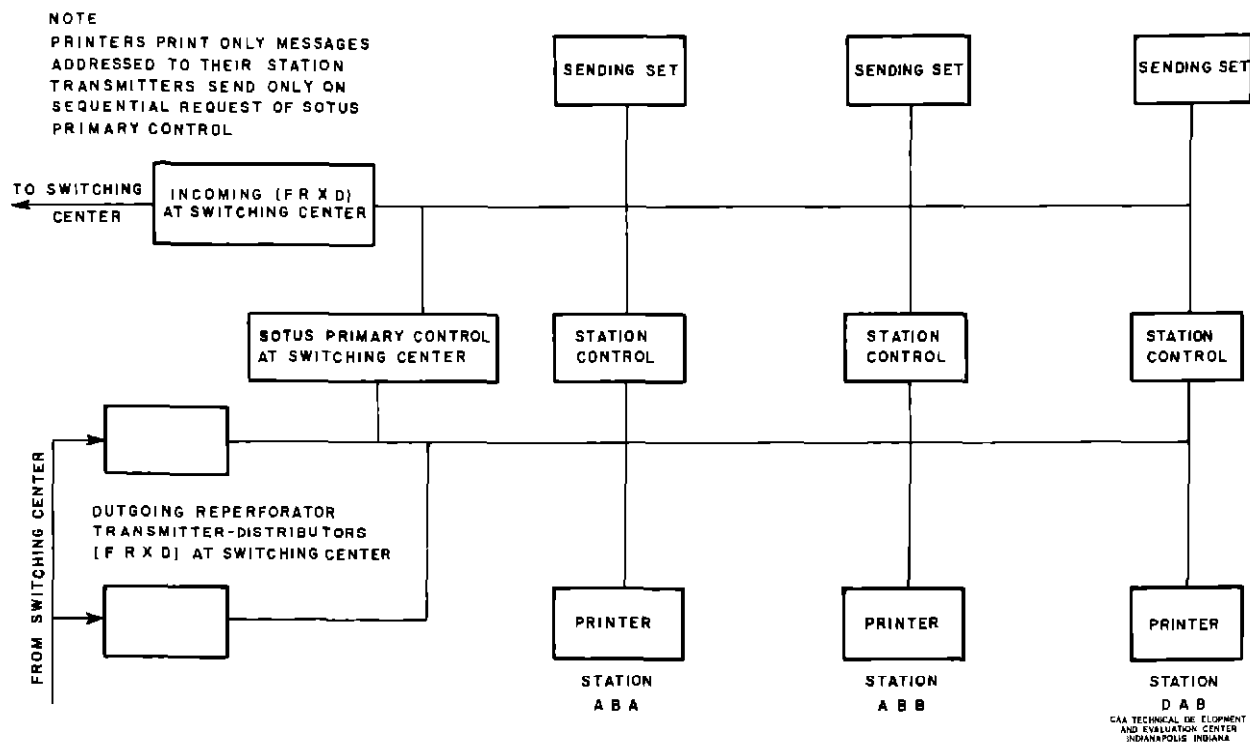 NOTE
PRINTERS PRINT ONLY MESSAGES
ADDRESSED TO THEIR STATION
TRANSMITTERS SEND ONLY ON
SEQUENTIAL REQUEST OF SOTUS
PRIMARY CONTROL
SENDING SET
SENDING SET
SENDING SET
TO SWITCHING
CENTER
INCOMING (F R X D)
AT SWITCHING CENTER
SOTUS PRIMARY CONTROL
AT SWITCHING CENTER
STATION
CONTROL
STATION
CONTROL
STATION
CONTROL
FROM SWITCHING CENTER
OUTGOING REPERFORATOR
TRANSMITTER-DISTRIBUTORS
[F R X D] AT SWITCHING CENTER
PRINTER
PRINTER
PRINTER
STATION
A B A
STATION
A B B
STATION
D A B
CAA TECHNICAL DE ELOPMENT
AND EVALUATION CENTER
INDIANAPOLIS INDIANA